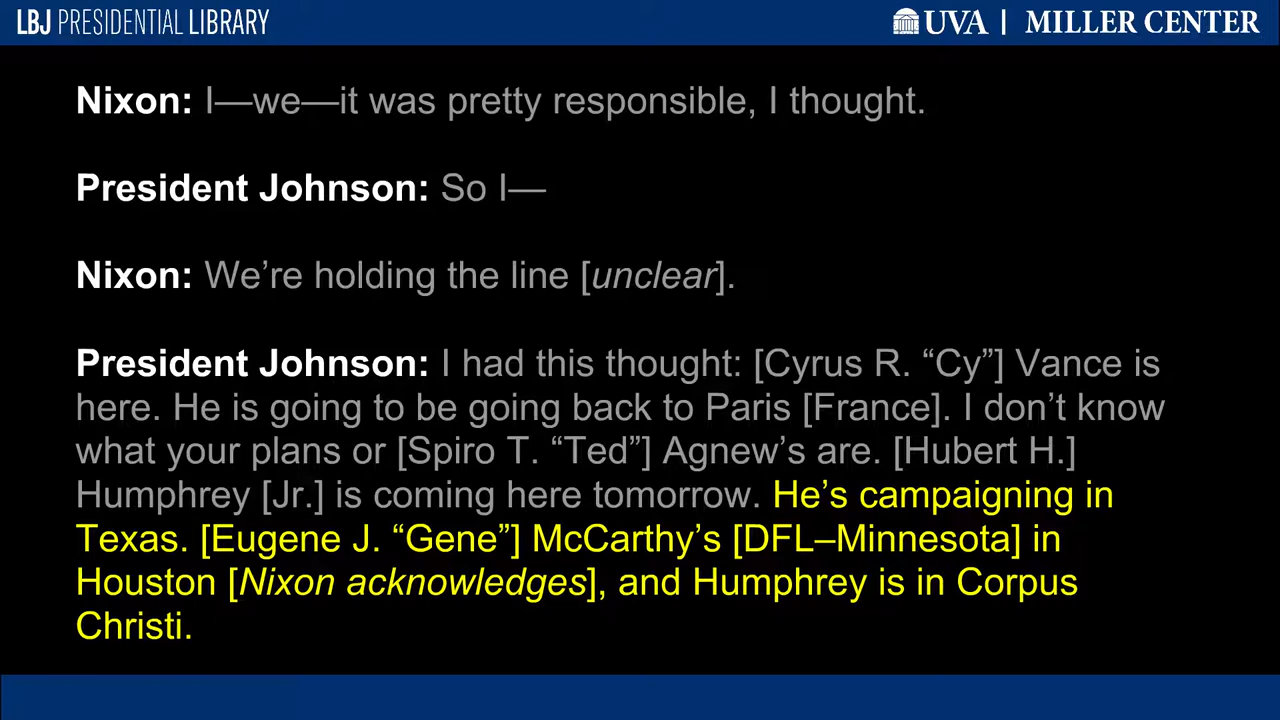 LBJ PRESIDENTIAL LIBRARY
UVA | MILLER CENTER
Nixon: I—we—it was pretty responsible, I thought.
President Johnson: So I—
Nixon: We’re holding the line [unclear].
President Johnson: I had this thought: [Cyrus R. “Cy”] Vance is
here. He is going to be going back to Paris [France]. I don’t know
what your plans or [Spiro T. “Ted”] Agnew’s are. [Hubert H.]
Humphrey [Jr.] is coming here tomorrow. He’s campaigning in
Texas. [Eugene J. “Gene”] McCarthy’s [DFL–Minnesota] in
Houston [Nixon acknowledges], and Humphrey is in Corpus
Christi.